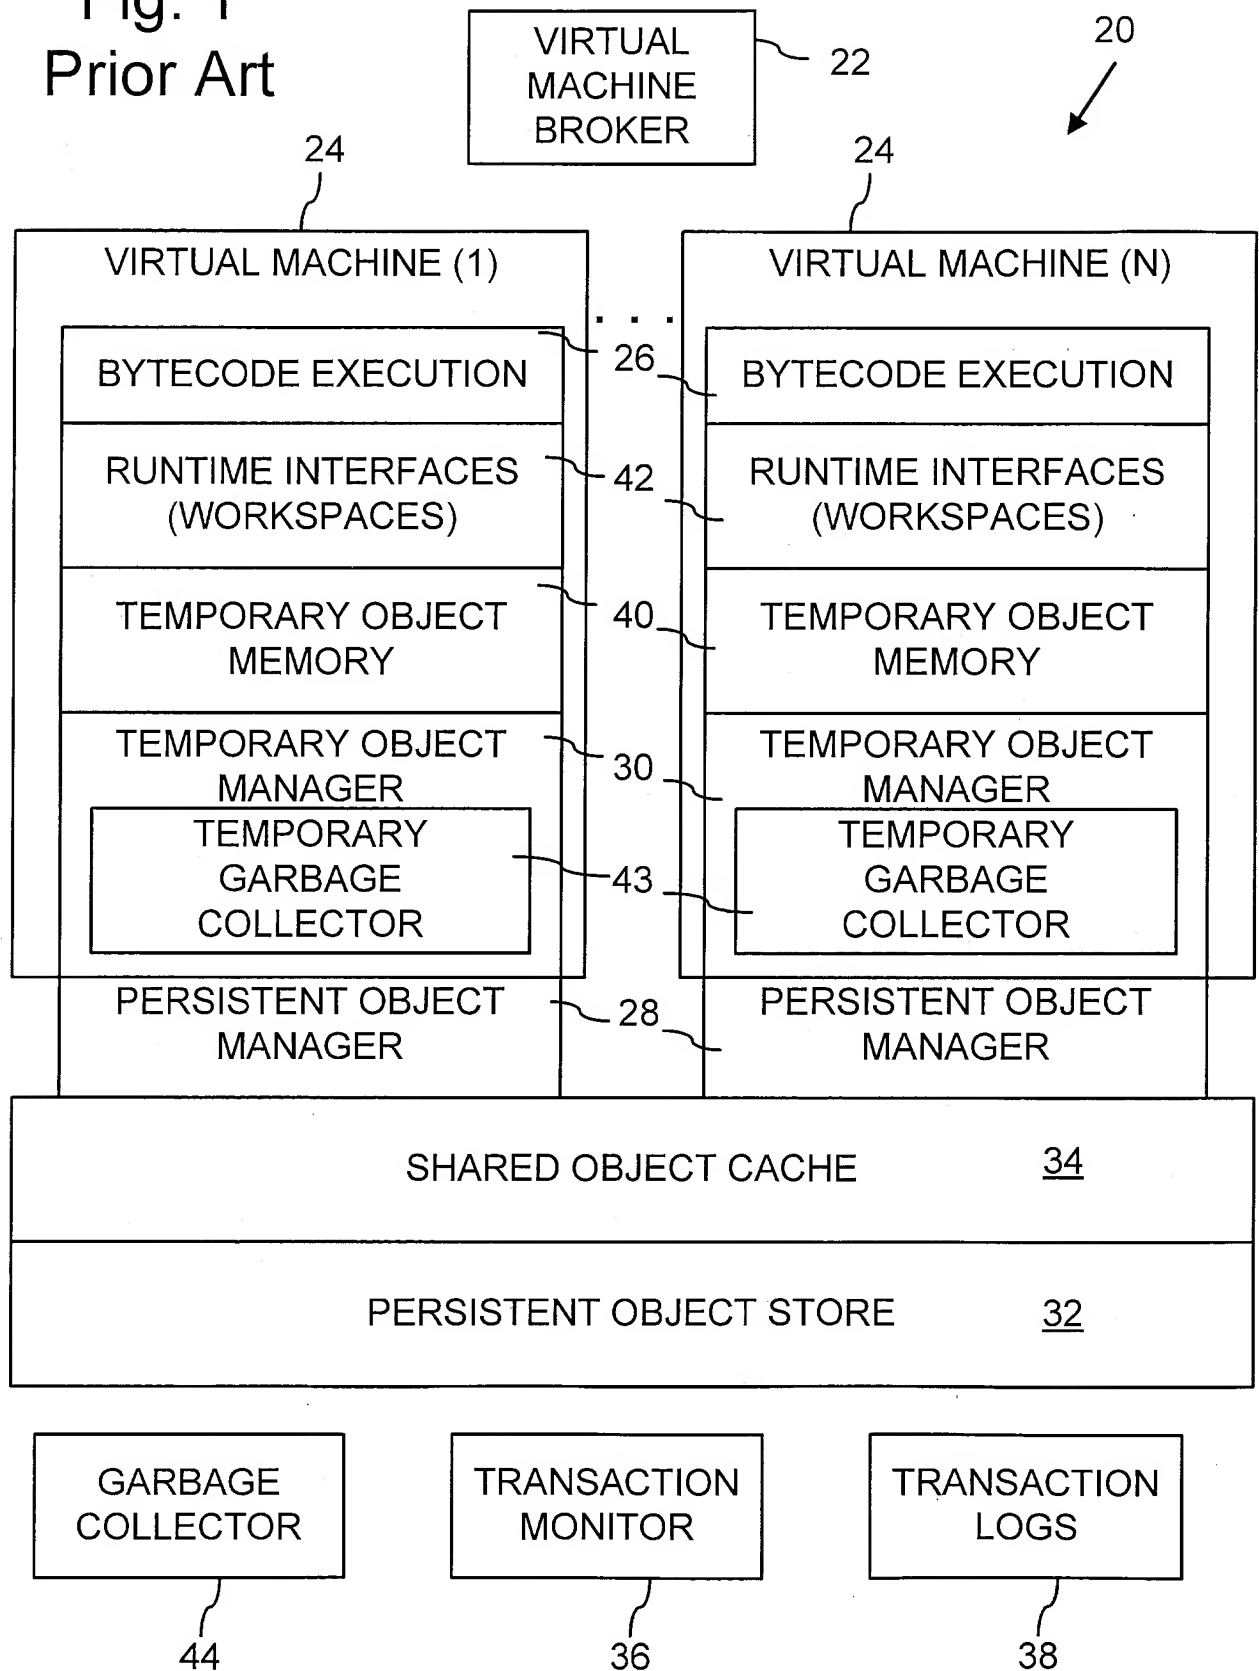 Fig. 1
Prior Art
VIRTUAL
MACHINE
BROKER
22
20
24
24
VIRTUAL MACHINE (1)
. . .
VIRTUAL MACHINE (N)
BYTECODE EXECUTION
26
BYTECODE EXECUTION
RUNTIME INTERFACES
(WORKSPACES)
42
RUNTIME INTERFACES
(WORKSPACES)
TEMPORARY OBJECT
MEMORY
40
TEMPORARY OBJECT
MEMORY
TEMPORARY OBJECT
MANAGER
30
TEMPORARY OBJECT
MANAGER
TEMPORARY
GARBAGE
COLLECTOR
43
TEMPORARY
GARBAGE
COLLECTOR
PERSISTENT OBJECT
MANAGER
28
PERSISTENT OBJECT
MANAGER
SHARED OBJECT CACHE
34
PERSISTENT OBJECT STORE
32
GARBAGE
COLLECTOR
TRANSACTION
MONITOR
TRANSACTION
LOGS
44
36
38